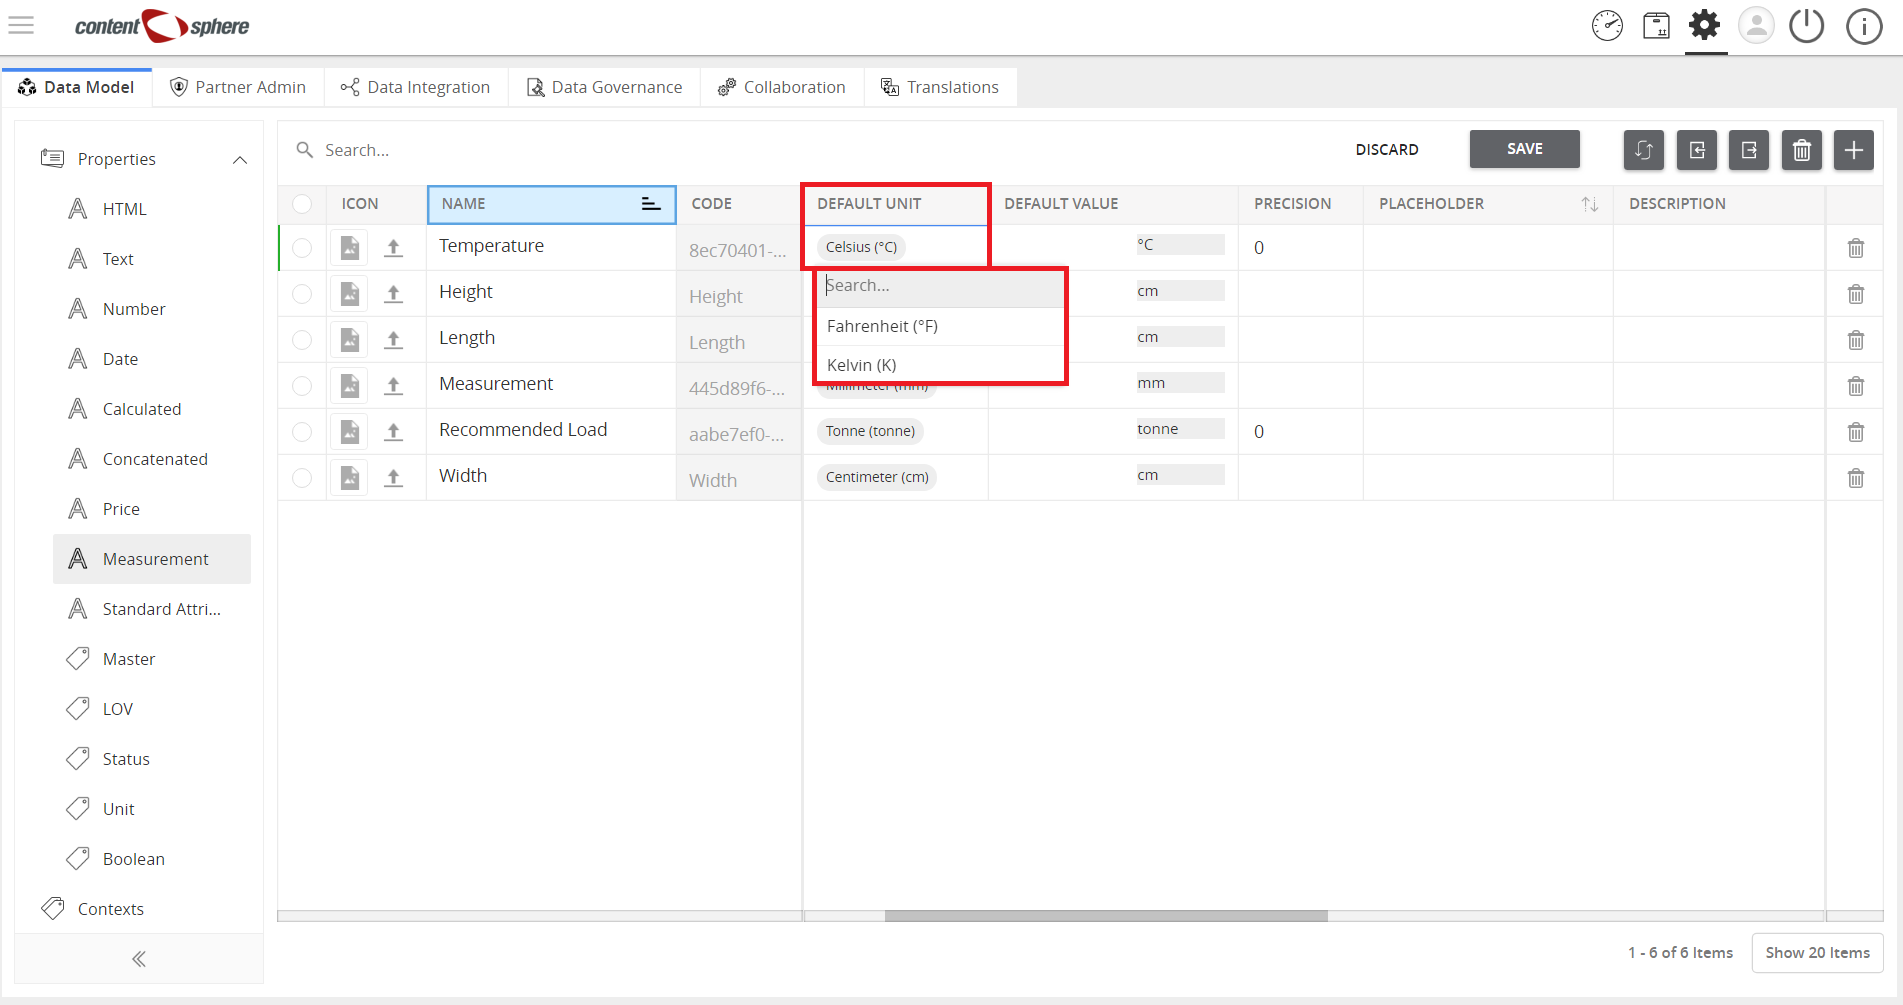 content sphere
Data Model
Partner Admin
Data Integration
Data Governance
Collaboration
Translations
Properties
HTML
Text
Number
Date
Calculated
Concatenated
Price
Measurement
Standard Attri...
Master
LOV
Status
Unit
Boolean
Contexts
Search...
DISCARD
SAVE
ICON NAME CODE DEFAULT UNIT DEFAULT VALUE PRECISION PLACEHOLDER DESCRIPTION
Temperature 8ec70401-... Celsius (°C) °C 0
Height Height cm
Length Length cm
Measurement 445d89f6-... Millimeter (mm) mm
Recommended Load aabe7ef0-... Tonne (tonne) tonne 0
Width Width Centimeter (cm) cm
Search...
Fahrenheit (°F)
Kelvin (K)
1 - 6 of 6 Items
Show 20 Items